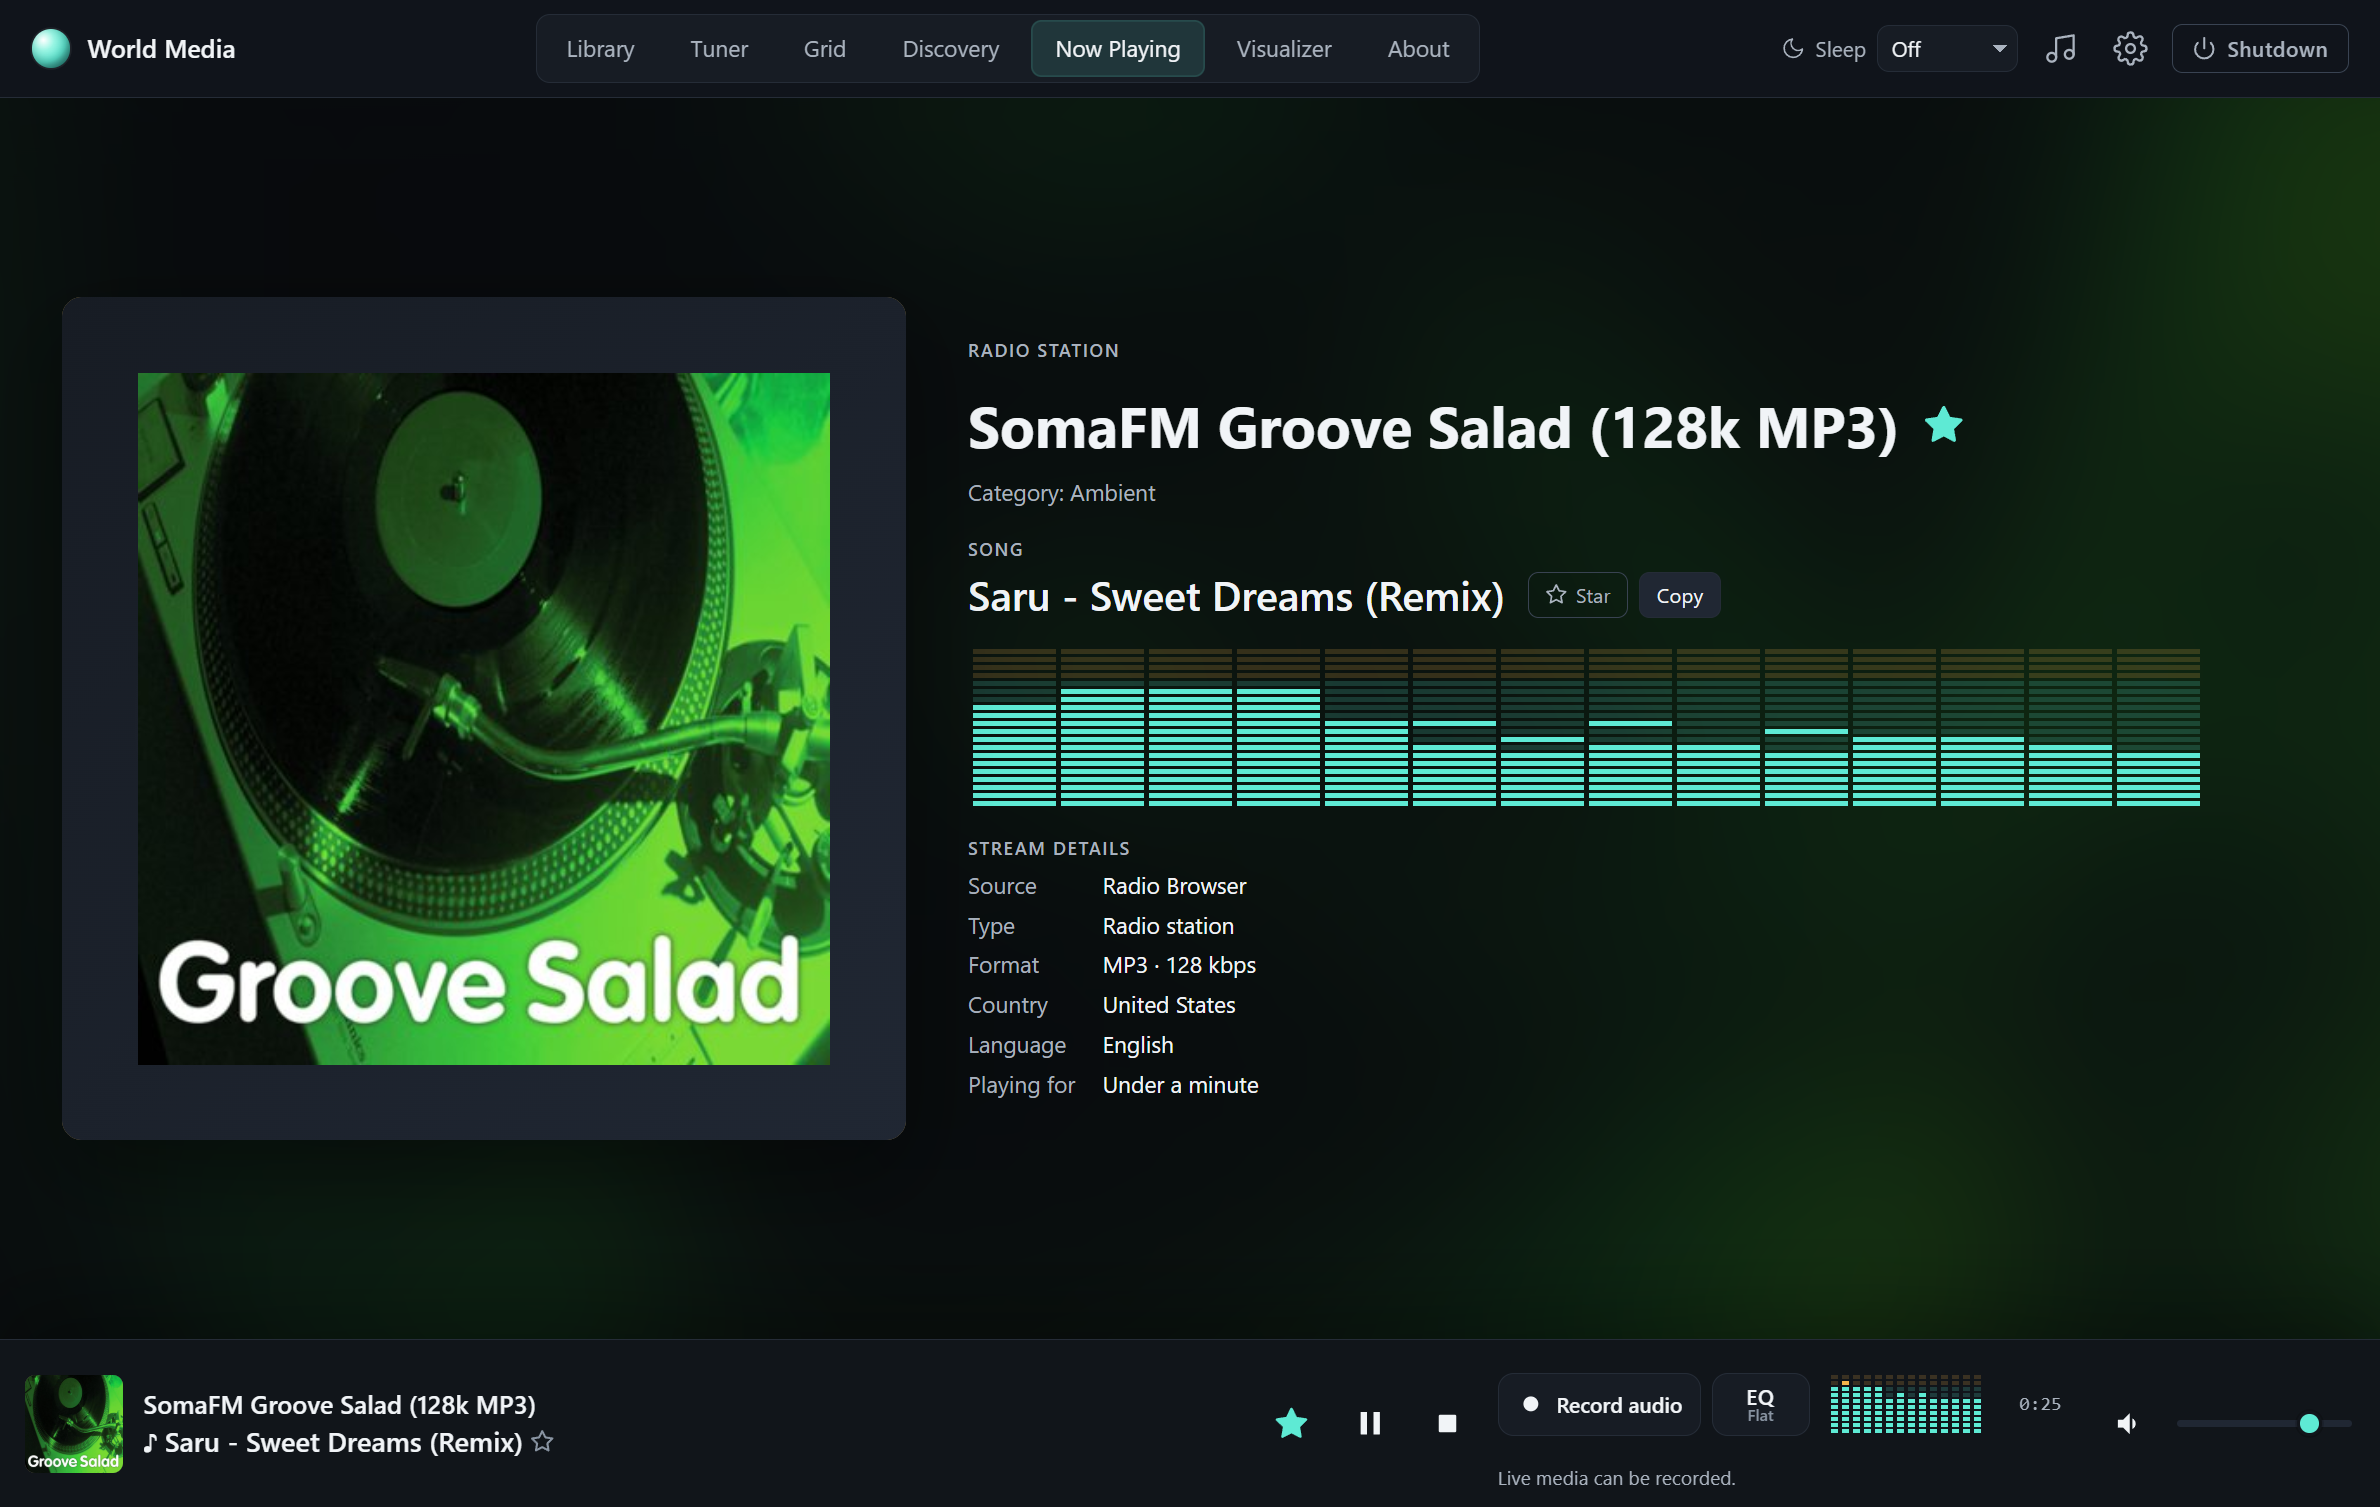 World Media
Library
Tuner
Grid
Discovery
Now Playing
Visualizer
About
Sleep
Off
Shutdown
Groove Salad
RADIO STATION
SomaFM Groove Salad (128k MP3)
Category: Ambient
SONG
Saru - Sweet Dreams (Remix)
Star
Copy
STREAM DETAILS
Source Radio Browser
Type Radio station
Format MP3 · 128 kbps
Country United States
Language English
Playing for Under a minute
Groove Salad
SomaFM Groove Salad (128k MP3)
♪ Saru - Sweet Dreams (Remix)
Record audio
EQ
Flat
0:25
Live media can be recorded.